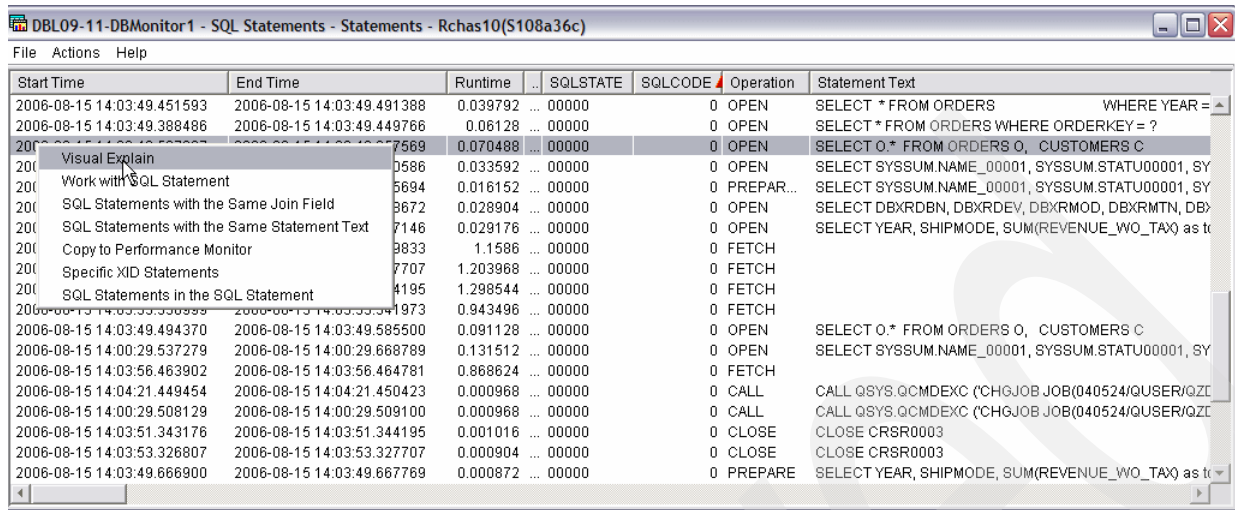 DBL09-11-DBMonitor1 - SQL Statements - Statements - Rchas10(S108a36c)
File Actions Help
Start Time End Time Runtime .. SQLSTATE SQLCODE Operation Statement Text
2006-08-15 14:03:49.451593 2006-08-15 14:03:49.491388 0.039792 ... 00000 0 OPEN SELECT * FROM ORDERS WHERE YEAR =
2006-08-15 14:03:49.388486 2006-08-15 14:03:49.449766 0.06128 ... 00000 0 OPEN SELECT * FROM ORDERS WHERE ORDERKEY = ?
7569 0.070488 ... 00000 0 OPEN SELECT O.* FROM ORDERS O, CUSTOMERS C
Visual Explain 0586 0.033592 ... 00000 0 OPEN SELECT SYSSUM.NAME_00001, SYSSUM.STATU00001, SY
Work with SQL Statement 5694 0.016152 ... 00000 0 PREPAR... SELECT SYSSUM.NAME_00001, SYSSUM.STATU00001, SY
SQL Statements with the Same Join Field 8672 0.028904 ... 00000 0 OPEN SELECT DBXRDBN, DBXRDEV, DBXRMOD, DBXRMTN, DBX
SQL Statements with the Same Statement Text 7146 0.029176 ... 00000 0 OPEN SELECT YEAR, SHIPMODE, SUM(REVENUE_WO_TAX) as to
Copy to Performance Monitor 9833 1.1586 ... 00000 0 FETCH
Specific XID Statements 7707 1.203968 ... 00000 0 FETCH
SQL Statements in the SQL Statement 4195 1.298544 ... 00000 0 FETCH
1973 0.943496 ... 00000 0 FETCH
2006-08-15 14:03:49.494370 2006-08-15 14:03:49.585500 0.091128 ... 00000 0 OPEN SELECT O.* FROM ORDERS O, CUSTOMERS C
2006-08-15 14:00:29.537279 2006-08-15 14:00:29.668789 0.131512 ... 00000 0 OPEN SELECT SYSSUM.NAME_00001, SYSSUM.STATU00001, SY
2006-08-15 14:03:56.463902 2006-08-15 14:03:56.464781 0.868624 ... 00000 0 FETCH
2006-08-15 14:04:21.449454 2006-08-15 14:04:21.450423 0.000968 ... 00000 0 CALL CALL QSYS.QCMDEXC ('CHGJOB JOB(040524/QUSER/QZD
2006-08-15 14:00:29.508129 2006-08-15 14:00:29.509100 0.000968 ... 00000 0 CALL CALL QSYS.QCMDEXC ('CHGJOB JOB(040524/QUSER/QZD
2006-08-15 14:03:51.343176 2006-08-15 14:03:51.344195 0.001016 ... 00000 0 CLOSE CLOSE CRSR0003
2006-08-15 14:03:53.326807 2006-08-15 14:03:53.327707 0.000904 ... 00000 0 CLOSE CLOSE CRSR0003
2006-08-15 14:03:49.666900 2006-08-15 14:03:49.667769 0.000872 ... 00000 0 PREPARE SELECT YEAR, SHIPMODE, SUM(REVENUE_WO_TAX) as to